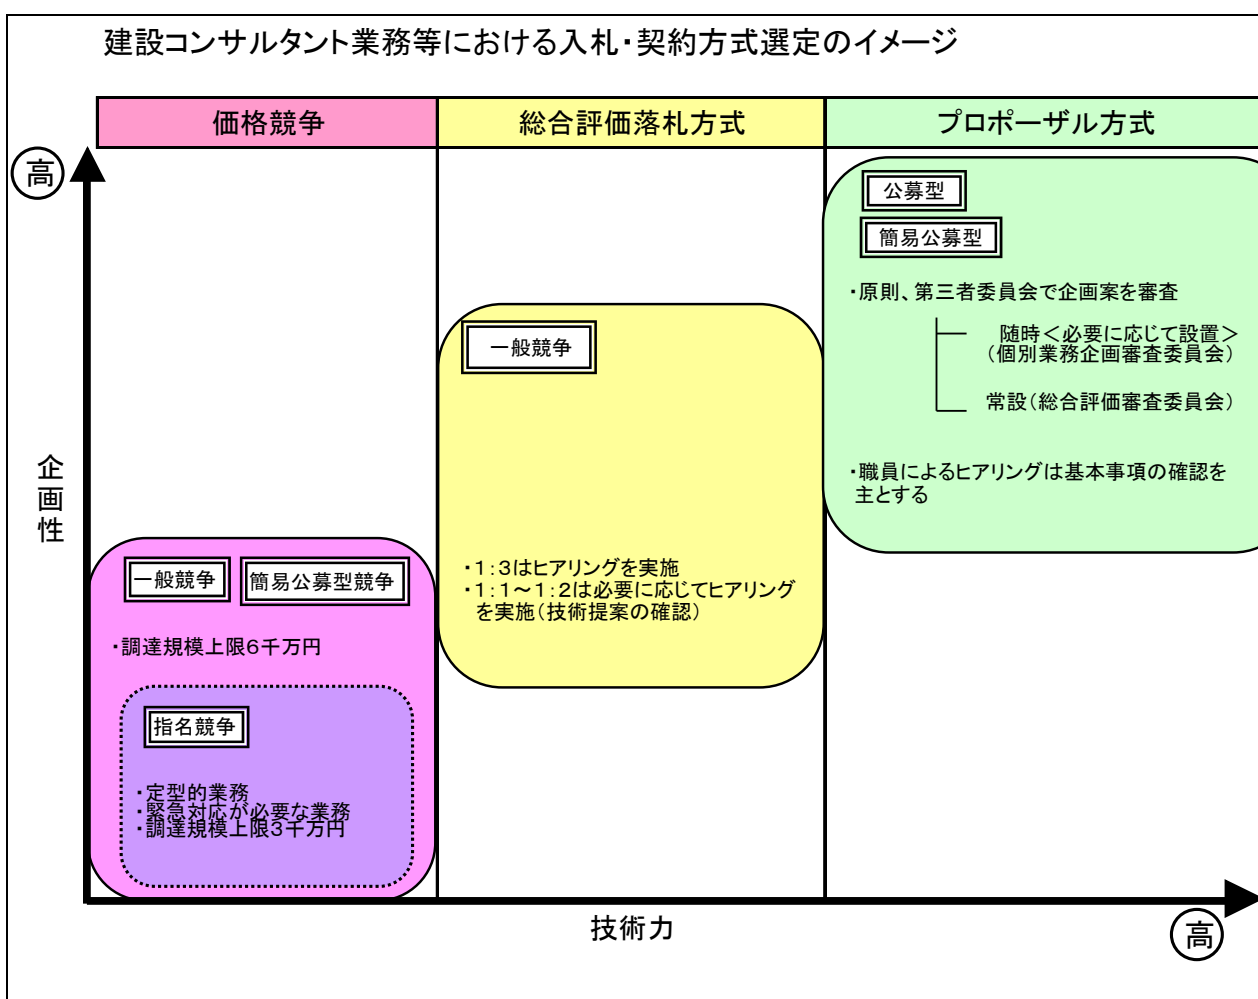 建設コンサルタント業務等における入札・契約方式選定のイメージ
価格競争
総合評価落札方式
プロポーザル方式
高
企画性
一般競争
簡易公募型競争
・調達規模上限6千万円
指名競争
・定型的業務
・緊急対応が必要な業務
・調達規模上限3千万円
一般競争
・1:3はヒアリングを実施
・1:1～1:2は必要に応じてヒアリング
を実施(技術提案の確認)
公募型
簡易公募型
・原則、第三者委員会で企画案を審査
随時＜必要に応じて設置＞
(個別業務企画審査委員会)
常設(総合評価審査委員会)
・職員によるヒアリングは基本事項の確認を
主とする
技術力
高